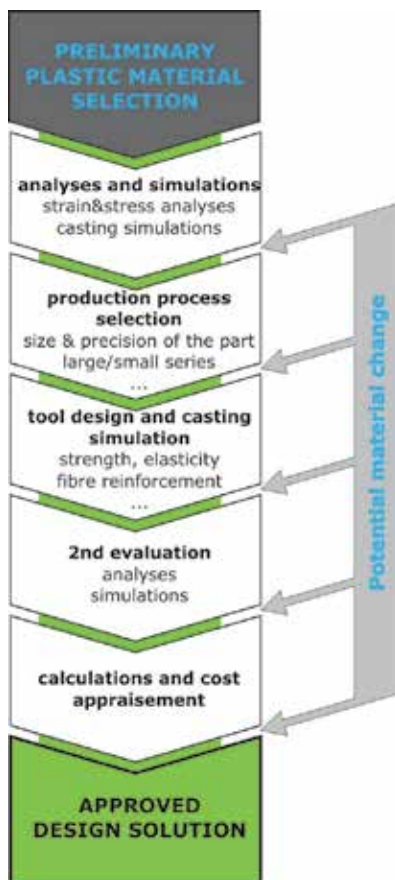 PRELIMINARY
PLASTIC MATERIAL
SELECTION
analyses and simulations
strain&stress analyses
casting simulations
production process
selection
size & precision of the part
large/small series
...
tool design and casting
simulation
strength, elasticity
fibre reinforcement
...
2nd evaluation
analyses
simulations
calculations and cost
appraisement
APPROVED
DESIGN SOLUTION
Potential material change